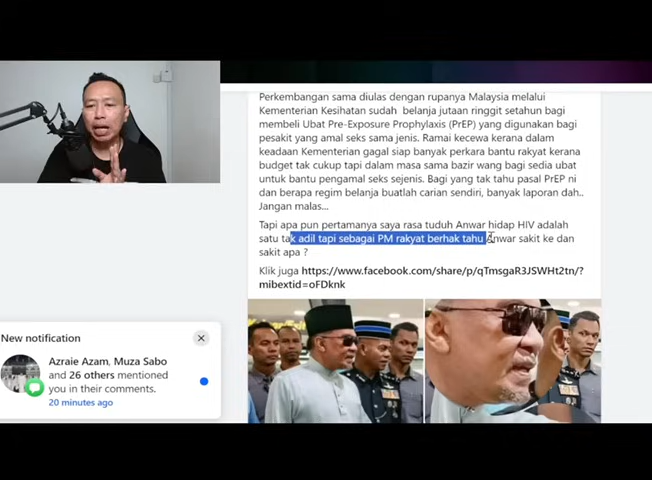 Perkembangan sama diulas dengan rupanya Malaysia melalui
Kementerian Kesihatan sudah belanja jutaan ringgit setahun bagi
membeli Ubat Pre-Exposure Prophylaxis (PrEP) yang digunakan bagi
pesakit yang amal seks sama jenis. Ramai kecewa kerana dalam
keadaan Kementerian gagal siap banyak perkara bantu rakyat kerana
budget tak cukup tapi dalam masa sama bazir wang bagi sedia ubat
untuk bantu pengamal seks sejenis. Bagi yang tak tahu pasal PrEP ni
dan berapa regim belanja buatlah carian sendiri, banyak laporan dah..
Jangan malas...
Tapi apa pun pertamanya saya rasa tuduh Anwar hidap HIV adalah
satu tak adil tapi sebagai PM rakyat berhak tahu Anwar sakit ke dan
sakit apa ?
Klik juga https://www.facebook.com/share/p/qTmsgaR3JSWHt2tn/?
mibextid=oFDknk
New notification
Azraie Azam, Muza Sabo
and 26 others mentioned
you in their comments.
20 minutes ago